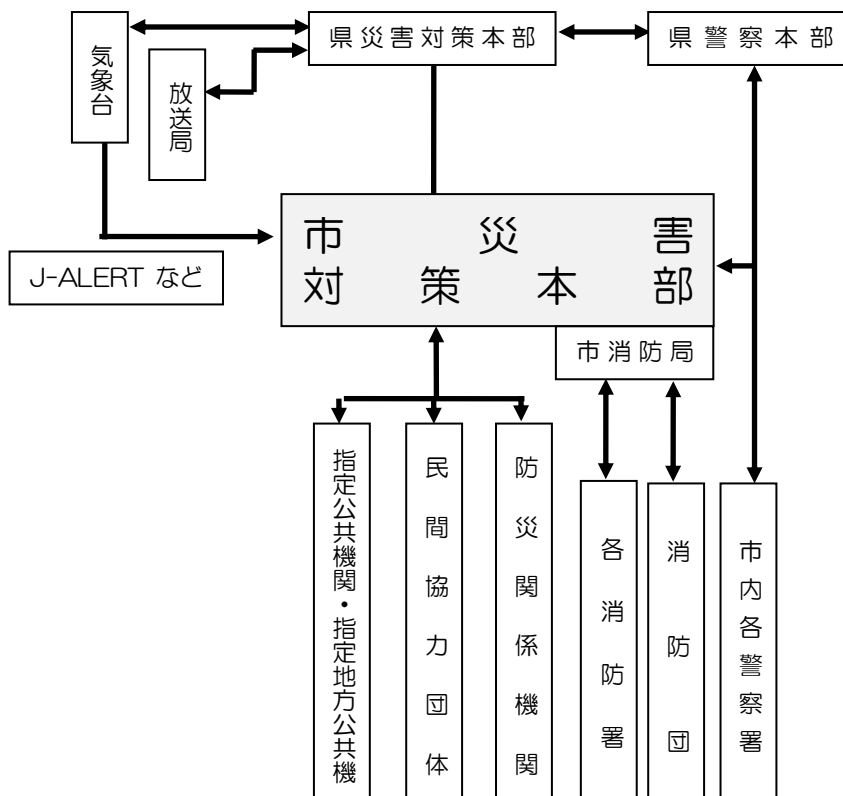 県災害対策本部
県警察本部
気象台
放送局
市災害
対策本部
J-ALERT など
市消防局
指定公共機関・指定地方公共機
民間協力団体
防災関係機関
各消防署
消防団
市内各警察署